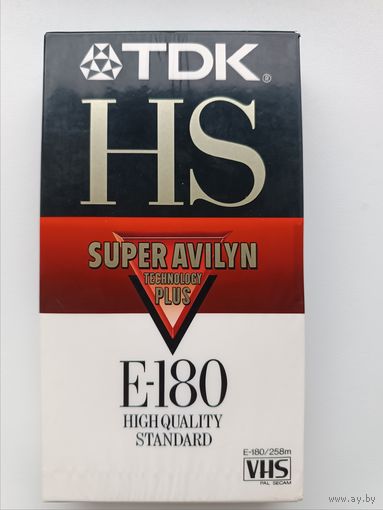 TDK®
HS
SUPER AVILYN
TECHNOLOGY
PLUS
E-180
HIGH QUALITY
STANDARD
E-180/258m
VHS
PAL SECAM
www.ay.by